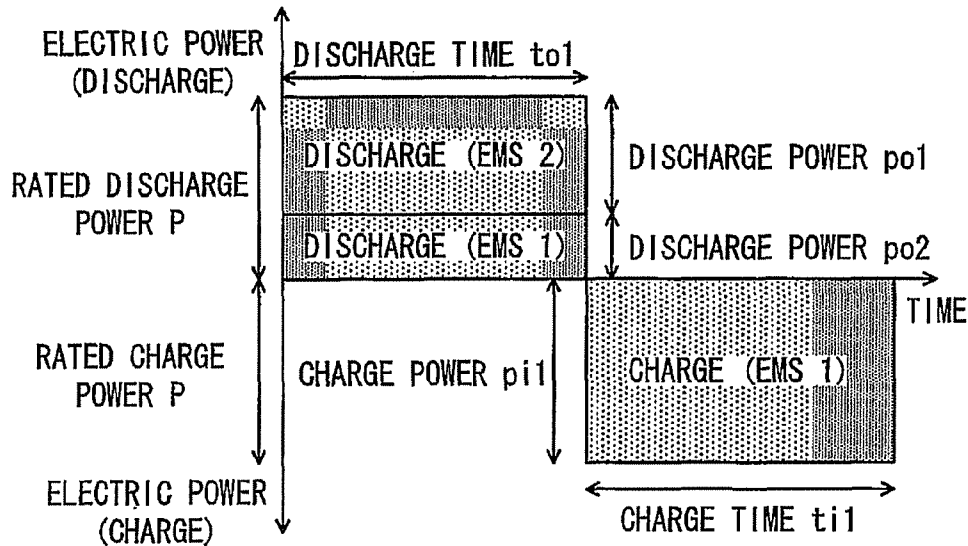 ELECTRIC POWER
(DISCHARGE)
DISCHARGE TIME to1
DISCHARGE (EMS 2)
DISCHARGE POWER po1
RATED DISCHARGE
POWER P
DISCHARGE (EMS 1)
DISCHARGE POWER po2
TIME
RATED CHARGE
POWER P
CHARGE POWER pi1
CHARGE (EMS 1)
ELECTRIC POWER
(CHARGE)
CHARGE TIME ti1